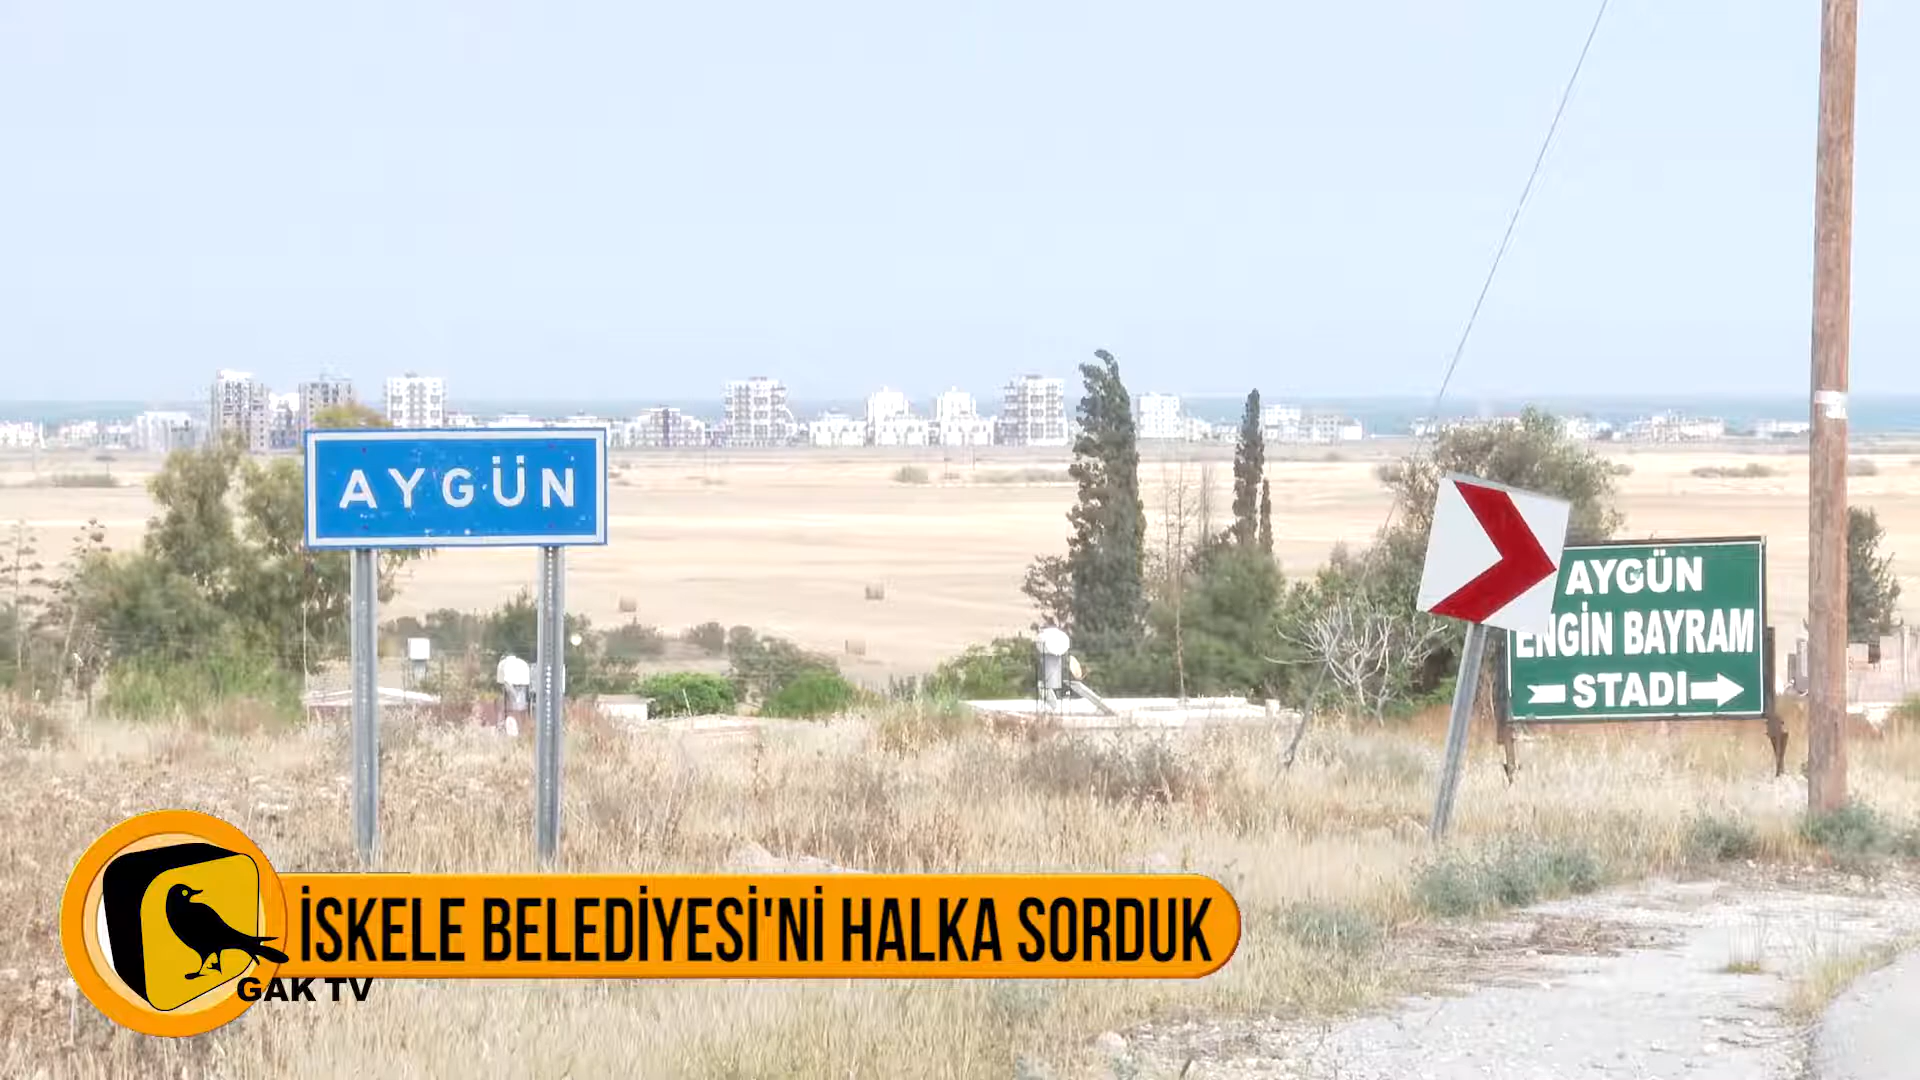 AYGÜN
AYGÜN
ENGİN BAYRAM
STADI
İSKELE BELEDİYESİ'Nİ HALKA SORDUK
GAK TV